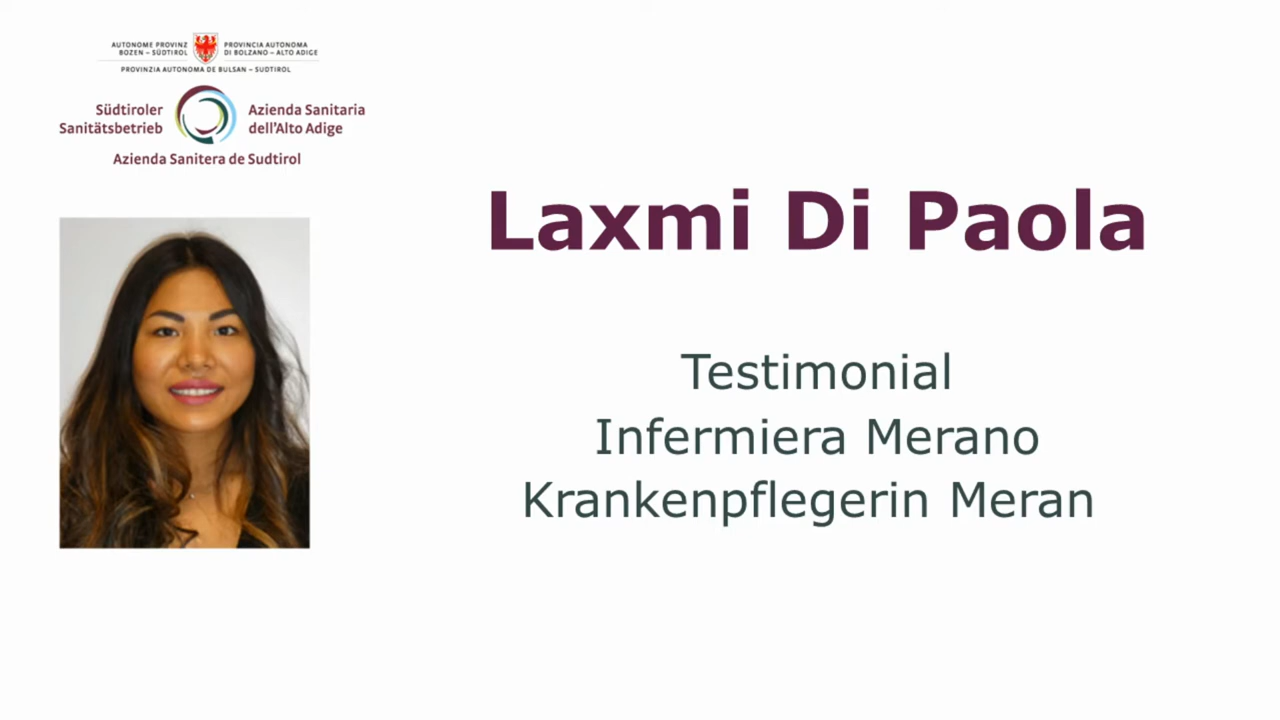 AUTONOME PROVINZ
BOZEN – SÜDTIROL
PROVINCIA AUTONOMA
DI BOLZANO – ALTO ADIGE
PROVINZIA AUTONOMA DE BULSAN – SUDTIROL
Südtiroler
Sanitätsbetrieb
Azienda Sanitaria
dell'Alto Adige
Azienda Sanitera de Sudtirol
Laxmi Di Paola
Testimonial
Infermiera Merano
Krankenpflegerin Meran